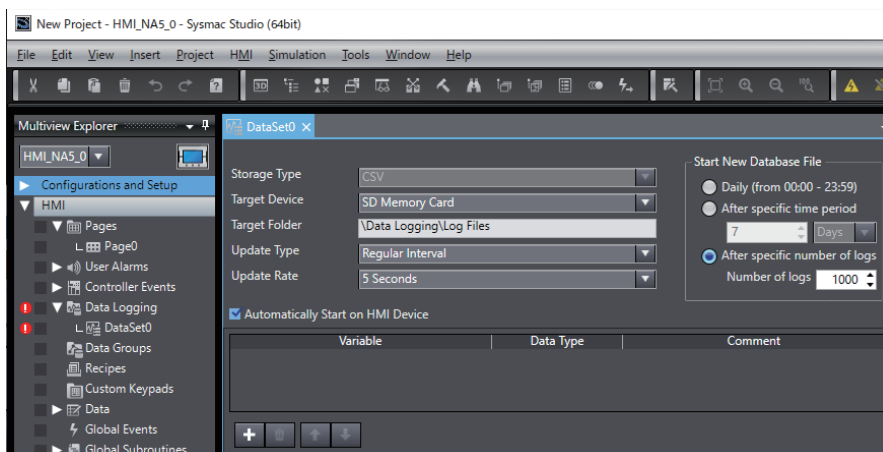 New Project - HMI_NA5_0 - Sysmac Studio (64bit)
File Edit View Insert Project HMI Simulation Tools Window Help
Multiview Explorer
HMI_NA5_0
Configurations and Setup
HMI
Pages
Page0
User Alarms
Controller Events
Data Logging
DataSet0
Data Groups
Recipes
Custom Keypads
Data
Global Events
Global Subroutines
DataSet0
Storage Type CSV
Target Device SD Memory Card
Target Folder \Data Logging\Log Files
Update Type Regular Interval
Update Rate 5 Seconds
Automatically Start on HMI Device
Start New Database File
Daily (from 00:00 - 23:59)
After specific time period
7 Days
After specific number of logs
Number of logs 1000
Variable Data Type Comment